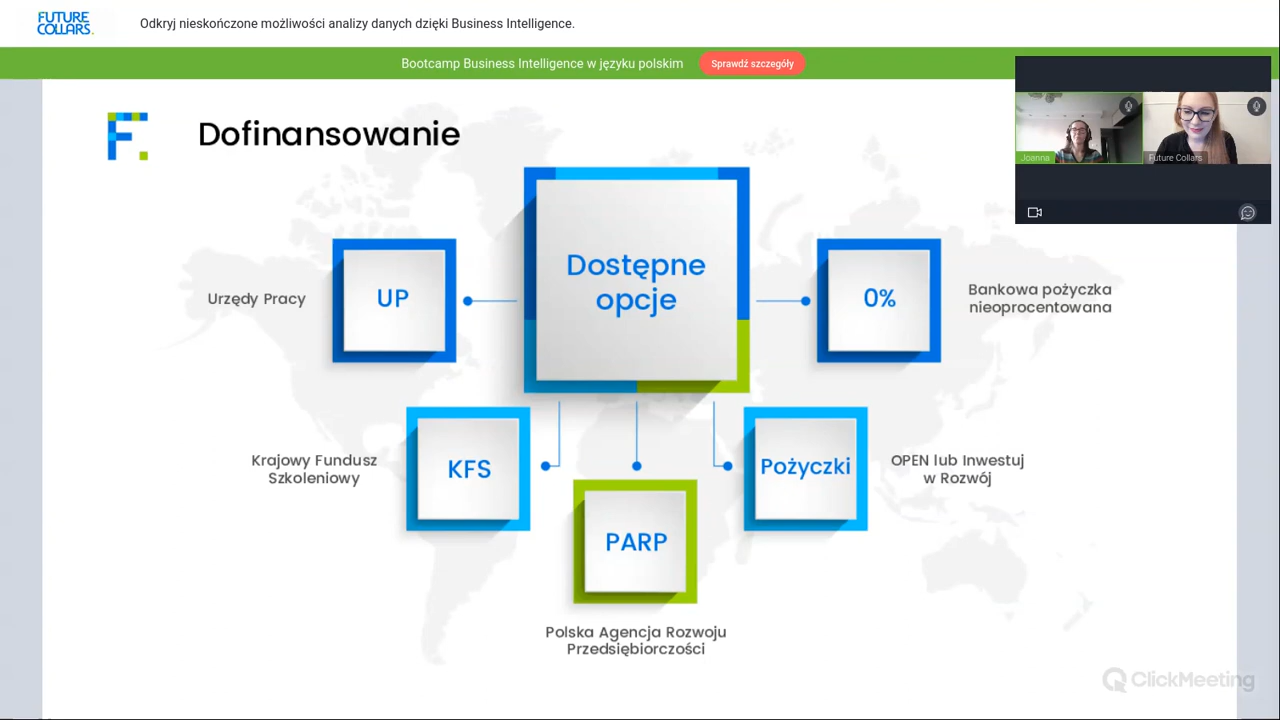 FUTURE
COLLARS.
Odkryj nieskończone możliwości analizy danych dzięki Business Intelligence.
Bootcamp Business Intelligence w języku polskim
Sprawdź szczegóły
F.
Dofinansowanie
Joanna
Future Collars
Dostępne
opcje
Urzędy Pracy
UP
0%
Bankowa pożyczka
nieoprocentowana
Krajowy Fundusz
Szkoleniowy
KFS
Pożyczki
OPEN lub Inwestuj
w Rozwój
PARP
Polska Agencja Rozwoju
Przedsiębiorczości
ClickMeeting